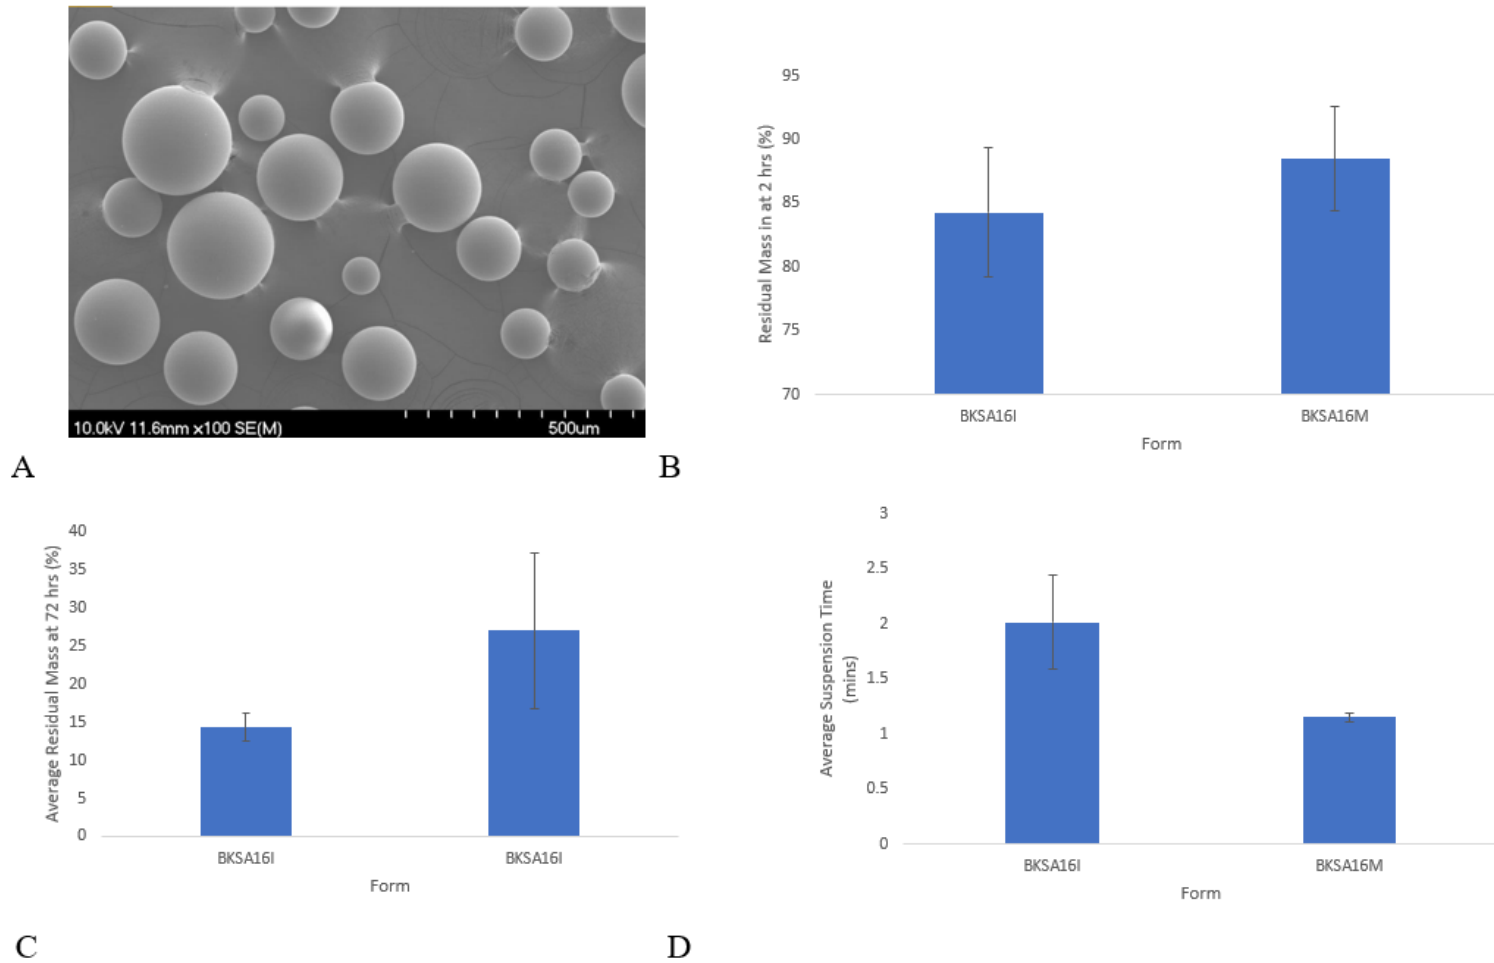 10.0kV 11.6mm x100 SE(M)
500um
A
95
90
85
80
75
70
Residual Mass in at 2 hrs (%)
BKSA16I
BKSA16M
Form
B
40
35
30
25
20
15
10
5
0
Average Residual Mass at 72 hrs (%)
BKSA16I
BKSA16I
Form
C
3
2.5
2
1.5
1
0.5
0
Average Suspension Time
(mins)
BKSA16I
BKSA16M
Form
D